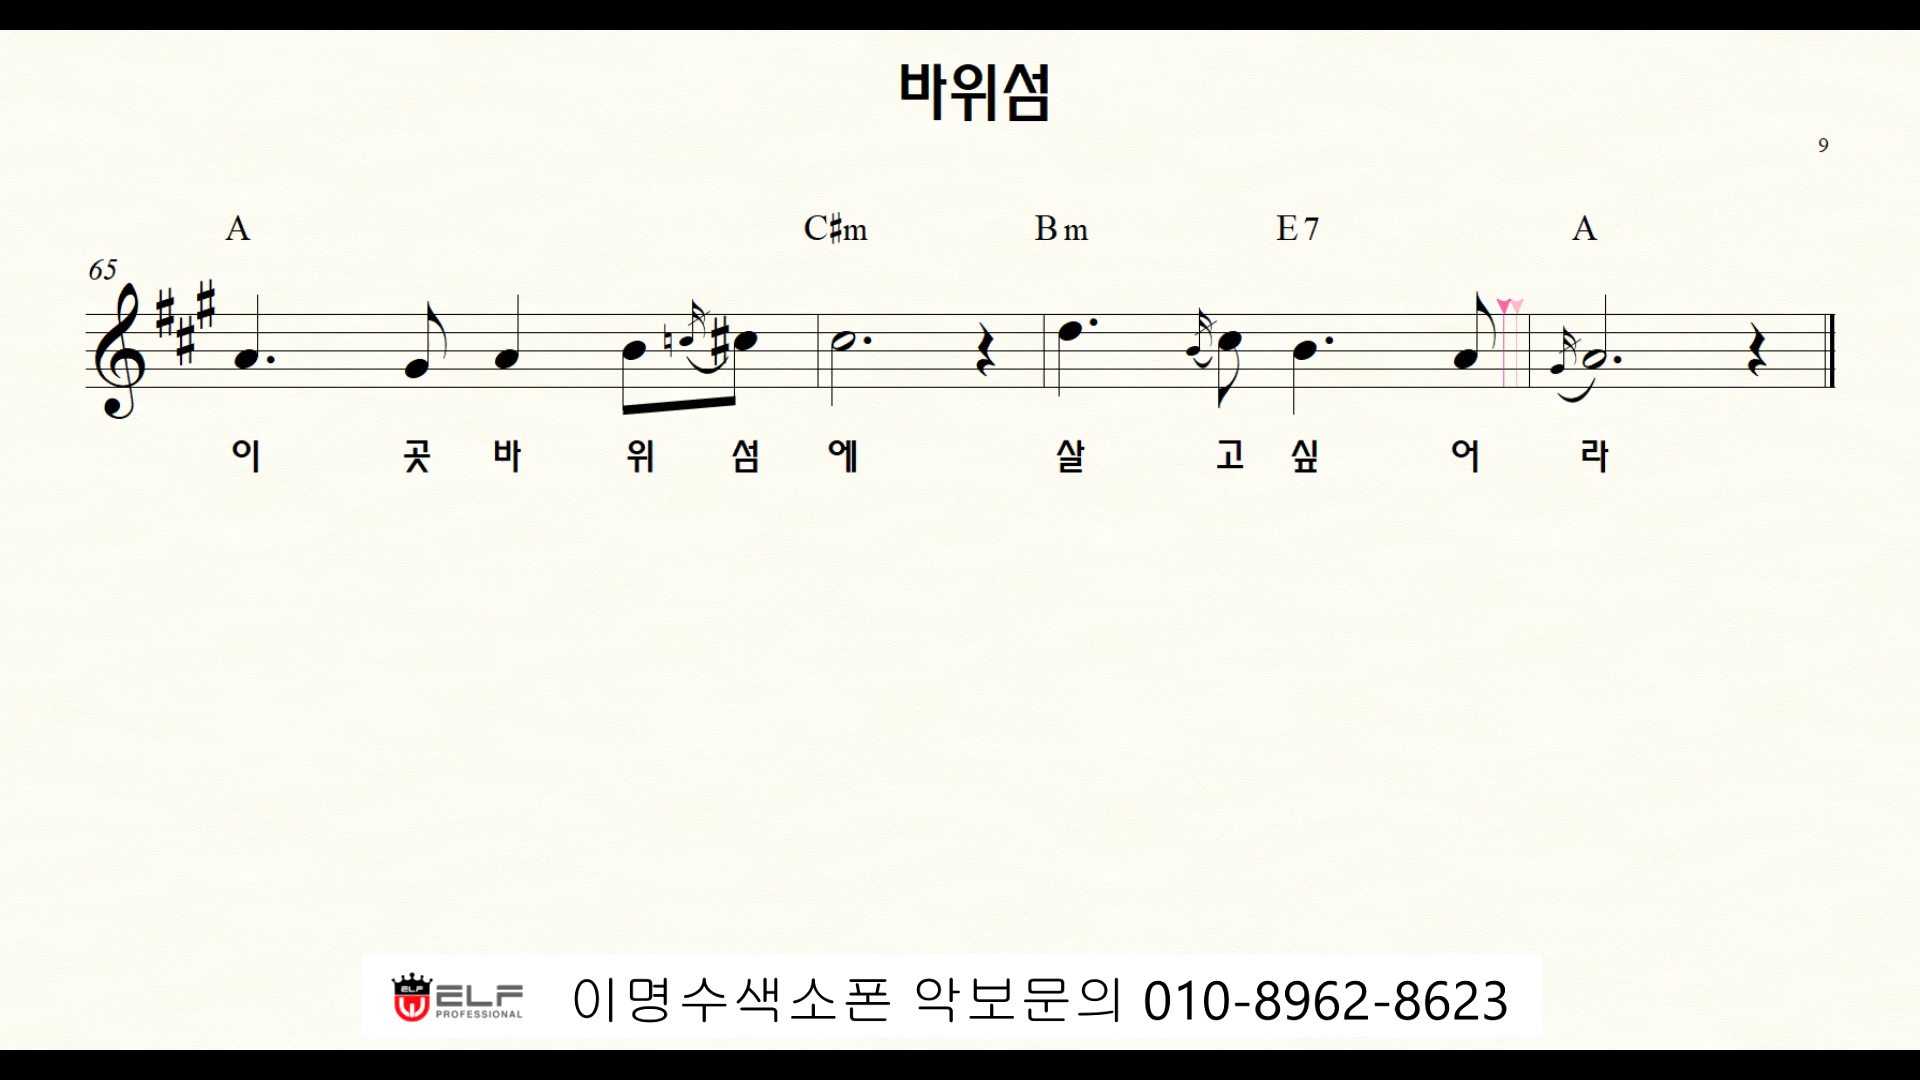 바위섬
9
A C♯m Bm E7 A
65
이 곳 바 위 섬 에 살 고 싶 어 라
ELF ELF PROFESSIONAL 이명수색소폰 악보문의 010-8962-8623